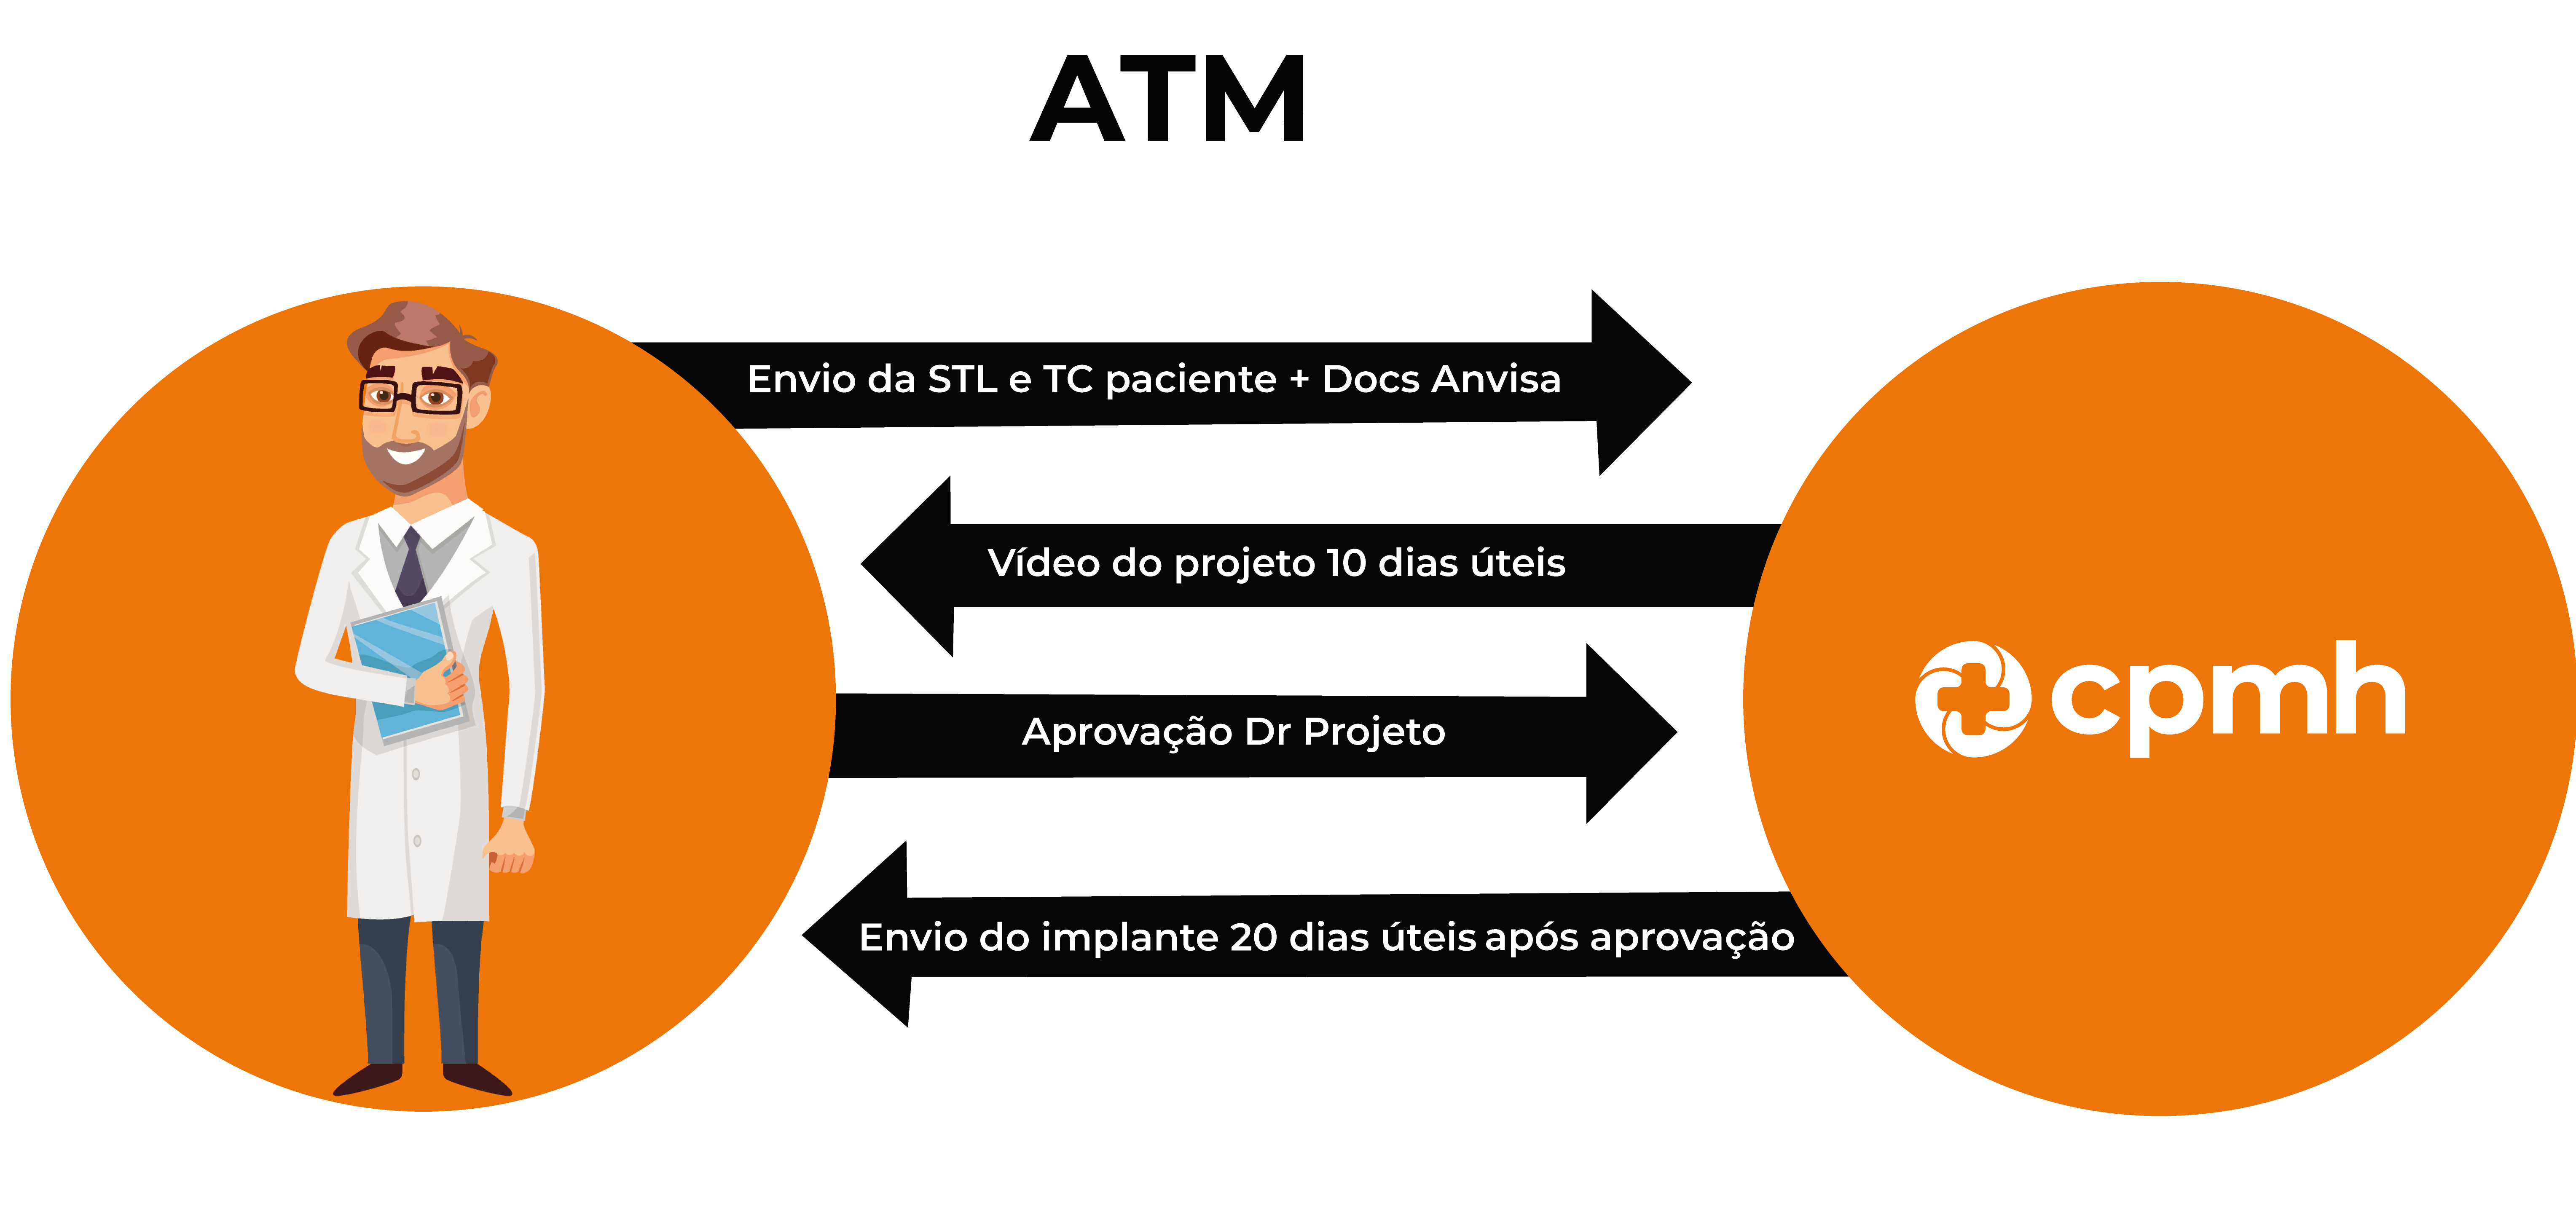 ATM
Envio da STL e TC paciente + Docs Anvisa
Vídeo do projeto 10 dias úteis
Aprovação Dr Projeto
Envio do implante 20 dias úteis após aprovação
cpmh